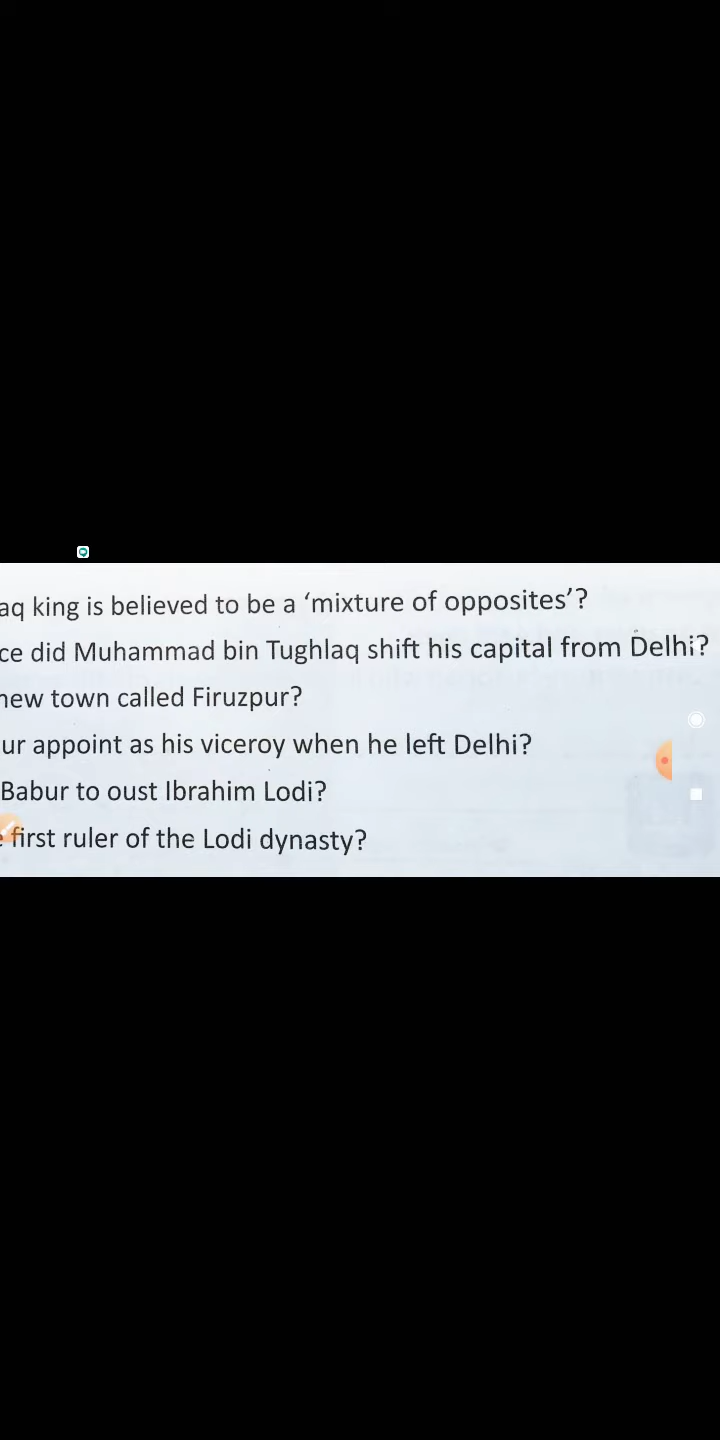 aq king is believed to be a ‘mixture of opposites’?
ce did Muhammad bin Tughlaq shift his capital from Delhi?
new town called Firuzpur?
ur appoint as his viceroy when he left Delhi?
Babur to oust Ibrahim Lodi?
first ruler of the Lodi dynasty?